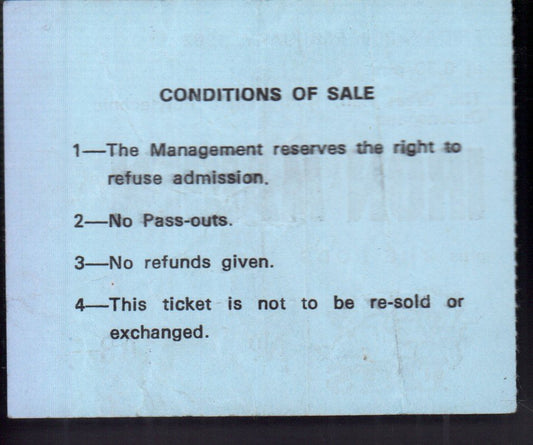 CONDITIONS OF SALE
1—The Management reserves the right to
refuse admission.
2—No Pass-outs.
3—No refunds given.
4—This ticket is not to be re-sold or
exchanged.